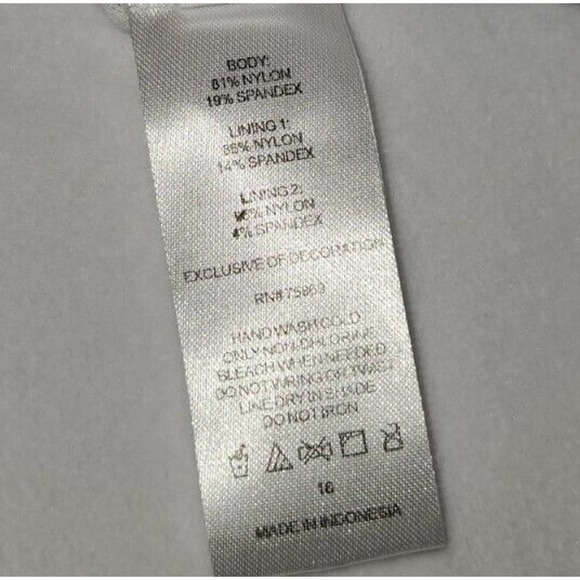 BODY:
81% NYLON
19% SPANDEX
LINING 1:
86% NYLON
14% SPANDEX
LINING 2:
% NYLON
4% SPANDEX
EXCLUSIVE OF DECORATION
HAND WASH COLD
ONLY NON-CHLORINE
BLEACH WHEN NEEDED
DO NOT WRING OR TWIST
LINE DRY IN SHADE
DO NOT IRON
16
MADE IN INDONESIA